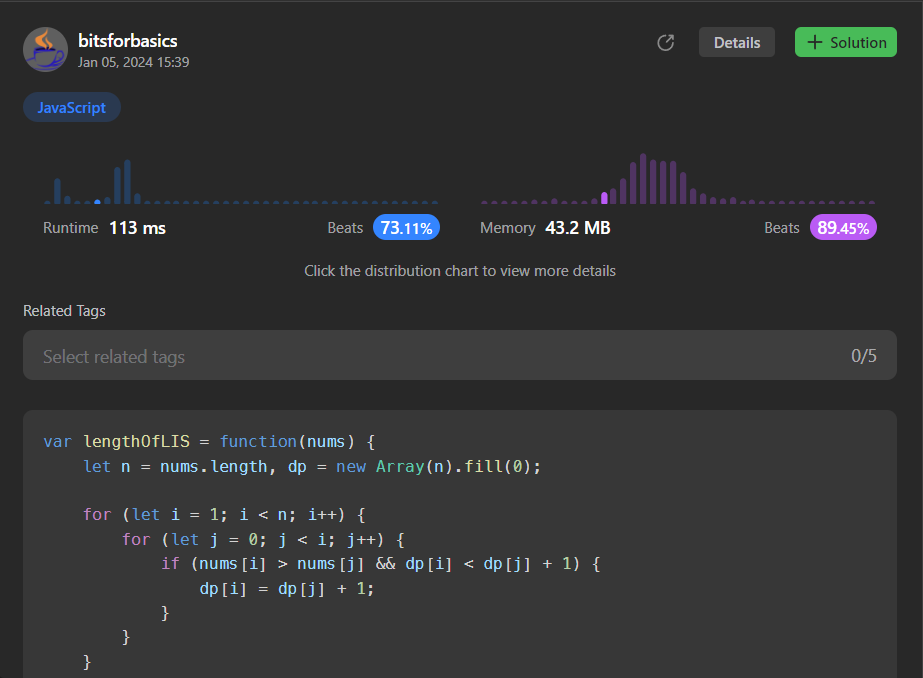 bitsforbasics
Jan 05, 2024 15:39
Details
+ Solution
JavaScript
Runtime 113 ms Beats 73.11%
Memory 43.2 MB Beats 89.45%
Click the distribution chart to view more details
Related Tags
Select related tags 0/5
var lengthOfLIS = function(nums) {
    let n = nums.length, dp = new Array(n).fill(0);

    for (let i = 1; i < n; i++) {
        for (let j = 0; j < i; j++) {
            if (nums[i] > nums[j] && dp[i] < dp[j] + 1) {
                dp[i] = dp[j] + 1;
            }
        }
    }